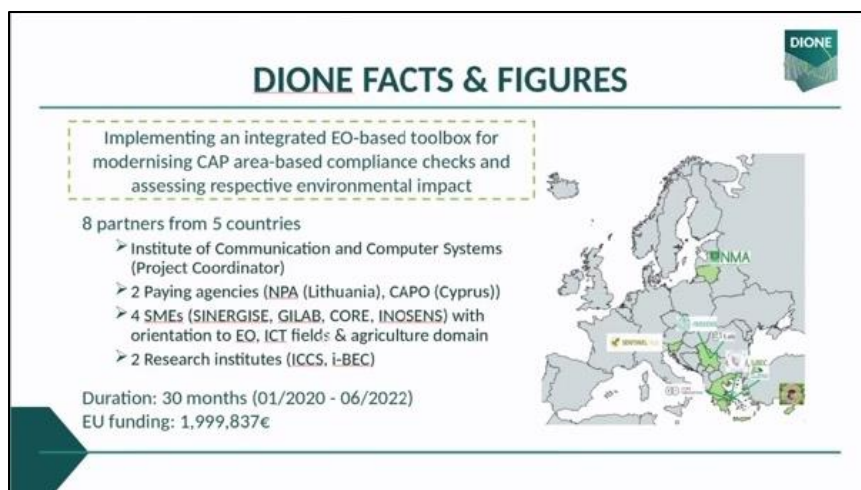 DIONE
DIONE FACTS & FIGURES
Implementing an integrated EO-based toolbox for
modernising CAP area-based compliance checks and
assessing respective environmental impact
8 partners from 5 countries
Institute of Communication and Computer Systems
(Project Coordinator)
2 Paying agencies (NPA (Lithuania), CAPO (Cyprus))
4 SMEs (SINERGISE, GILAB, CORE, INOSENS) with
orientation to EO, ICT fields & agriculture domain
2 Research institutes (ICCS, i-BEC)
Duration: 30 months (01/2020 - 06/2022)
EU funding: 1,999,837€
NMA
SENTINEL